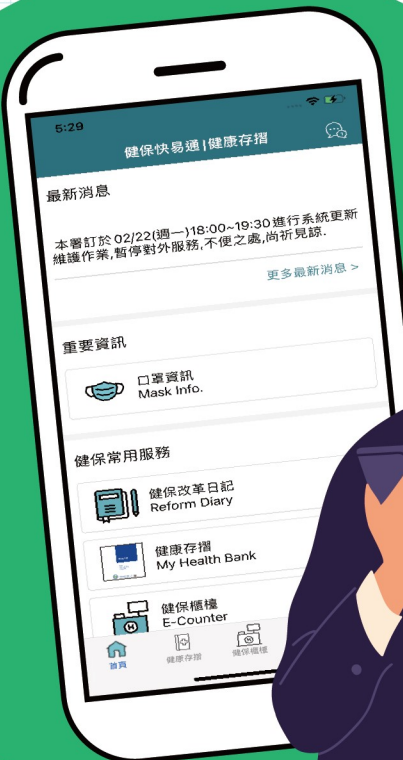 5:29
健保快易通|健康存摺
最新消息
本署訂於02/22(週一)18:00~19:30進行系統更新
維護作業,暫停對外服務,不便之處,尚祈見諒.
更多最新消息 >
重要資訊
口罩資訊
Mask Info.
健保常用服務
健保改革日記
Reform Diary
健康存摺
My Health Bank
健保櫃檯
E-Counter
首頁
健康存摺
健保櫃檯